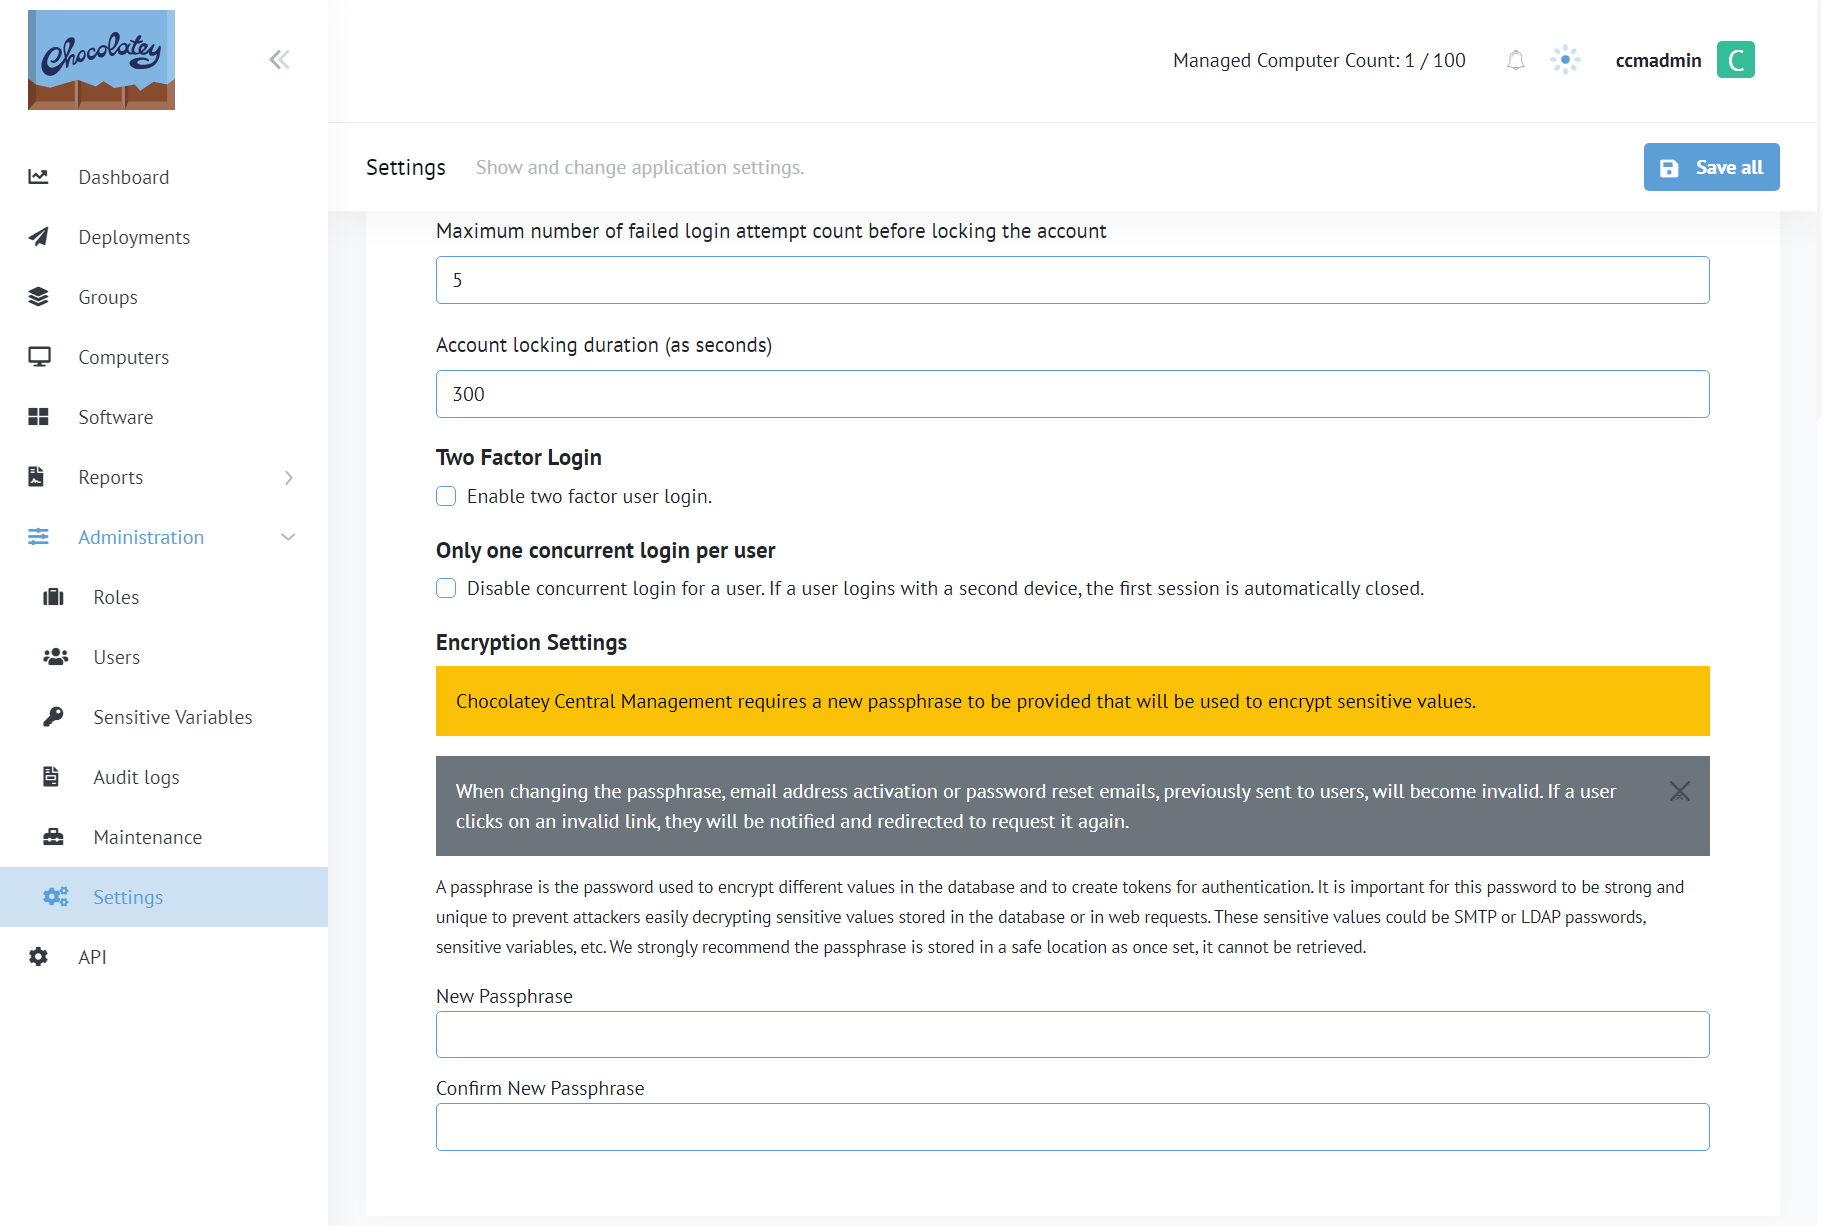 Chocolatey
Managed Computer Count: 1 / 100
ccmadmin
C
Dashboard
Deployments
Groups
Computers
Software
Reports
Administration
Roles
Users
Sensitive Variables
Audit logs
Maintenance
Settings
API
Settings
Show and change application settings.
Save all
Maximum number of failed login attempt count before locking the account
5
Account locking duration (as seconds)
300
Two Factor Login
Enable two factor user login.
Only one concurrent login per user
Disable concurrent login for a user. If a user logins with a second device, the first session is automatically closed.
Encryption Settings
Chocolatey Central Management requires a new passphrase to be provided that will be used to encrypt sensitive values.
When changing the passphrase, email address activation or password reset emails, previously sent to users, will become invalid. If a user
clicks on an invalid link, they will be notified and redirected to request it again.
A passphrase is the password used to encrypt different values in the database and to create tokens for authentication. It is important for this password to be strong and
unique to prevent attackers easily decrypting sensitive values stored in the database or in web requests. These sensitive values could be SMTP or LDAP passwords,
sensitive variables, etc. We strongly recommend the passphrase is stored in a safe location as once set, it cannot be retrieved.
New Passphrase
Confirm New Passphrase